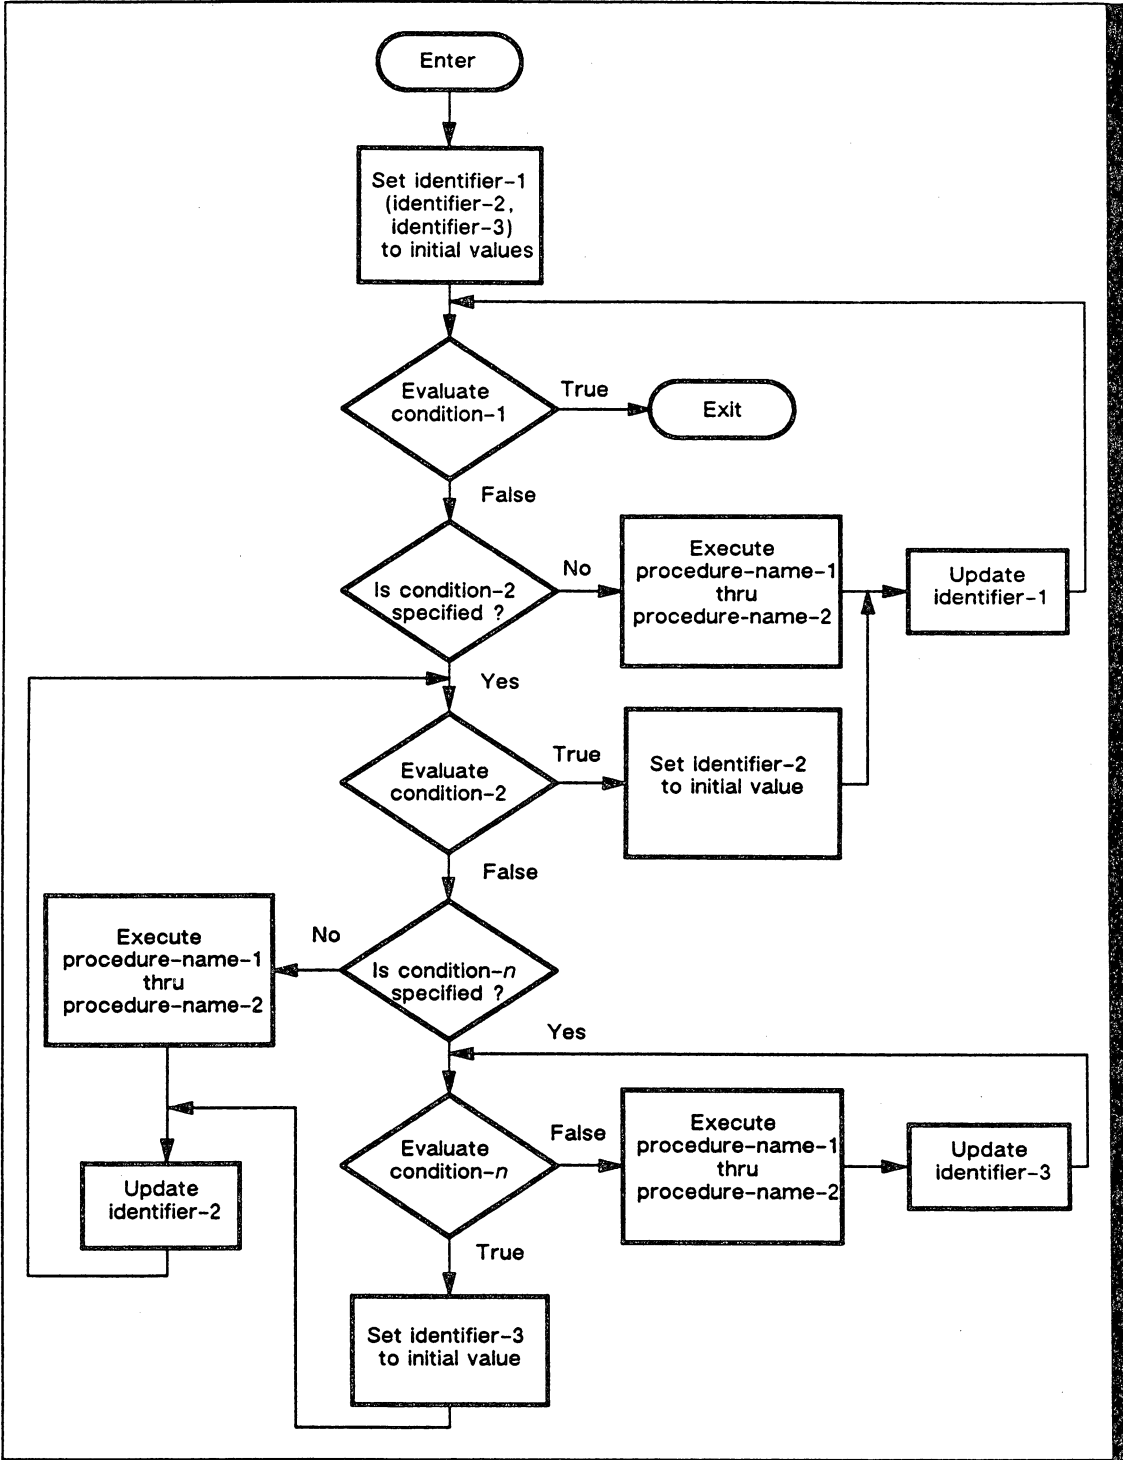 Enter
Set identifier-1
(identifier-2,
identifier-3)
to initial values
Evaluate
condition-1
True
Exit
False
Is condition-2
specified ?
No
Execute
procedure-name-1
thru
procedure-name-2
Update
identifier-1
Yes
Evaluate
condition-2
True
Set identifier-2
to initial value
False
Is condition-n
specified ?
No
Execute
procedure-name-1
thru
procedure-name-2
Yes
Evaluate
condition-n
False
Execute
procedure-name-1
thru
procedure-name-2
Update
identifier-3
Update
identifier-2
True
Set identifier-3
to initial value